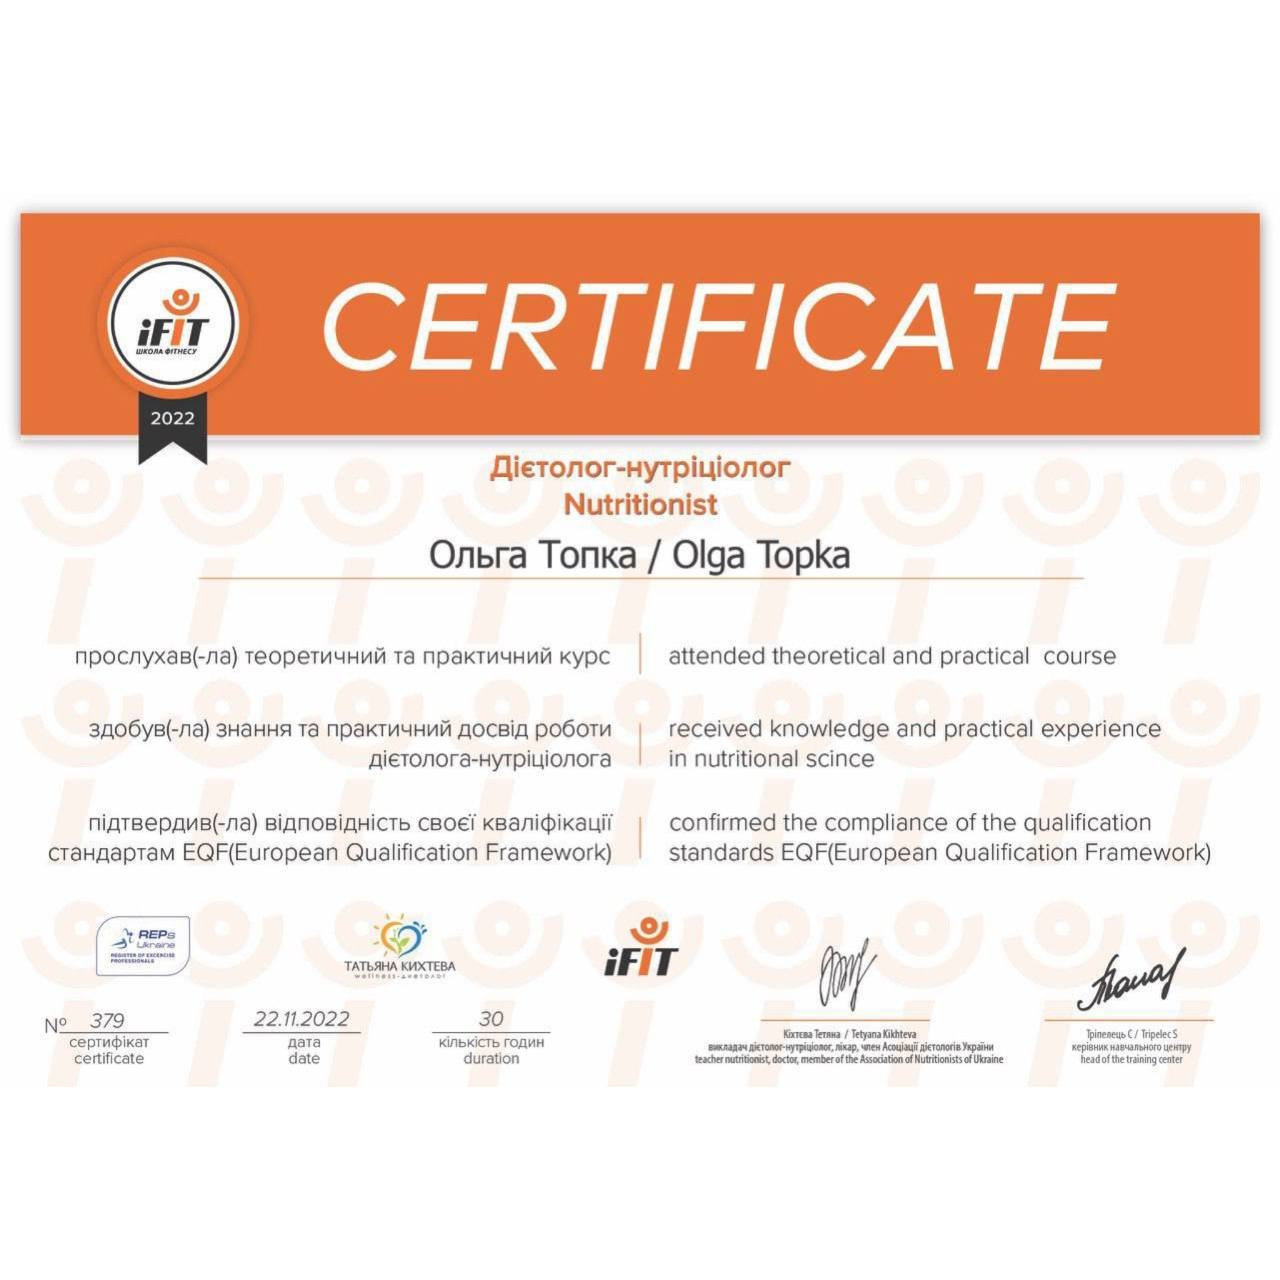 iFIT
ШКОЛА ФІТНЕСУ
2022
CERTIFICATE
Дієтолог-нутріціолог
Nutritionist
Ольга Топка / Olga Topka
прослухав(-ла) теоретичний та практичний курс
attended theoretical and practical course
здобув(-ла) знання та практичний досвід роботи
дієтолога-нутріціолога
received knowledge and practical experience
in nutritional scince
підтвердив(-ла) відповідність своєї кваліфікації
стандартам EQF(European Qualification Framework)
confirmed the compliance of the qualification
standards EQF(European Qualification Framework)
REPs
Ukraine
REGISTER OF EXCERCISE
PROFESSIONALS
ТАТЬЯНА КИХТЕВА
wellness-диетолог
iFIT
№ 379
сертифікат
certificate
22.11.2022
дата
date
30
кількість годин
duration
Кіхтєва Тетяна / Tetyana Kikhteva
викладач дієтолог-нутріціолог, лікар, член Асоціації дієтологів України
teacher nutritionist, doctor, member of the Association of Nutritionists of Ukraine
Тріпелець С / Tripelec S
керівник навчального центру
head of the training center